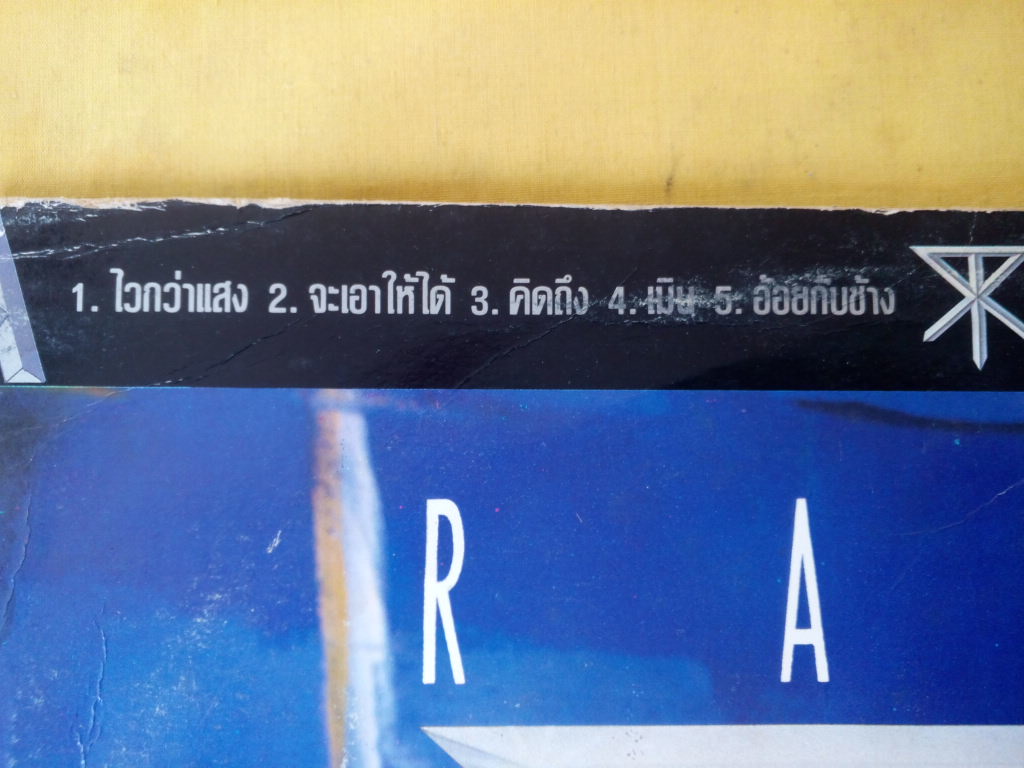 1. ไวกว่าแสง 2. จะเอาให้ได้ 3. คิดถึง 4. เมิน 5. อ้อยกับช้าง
R A